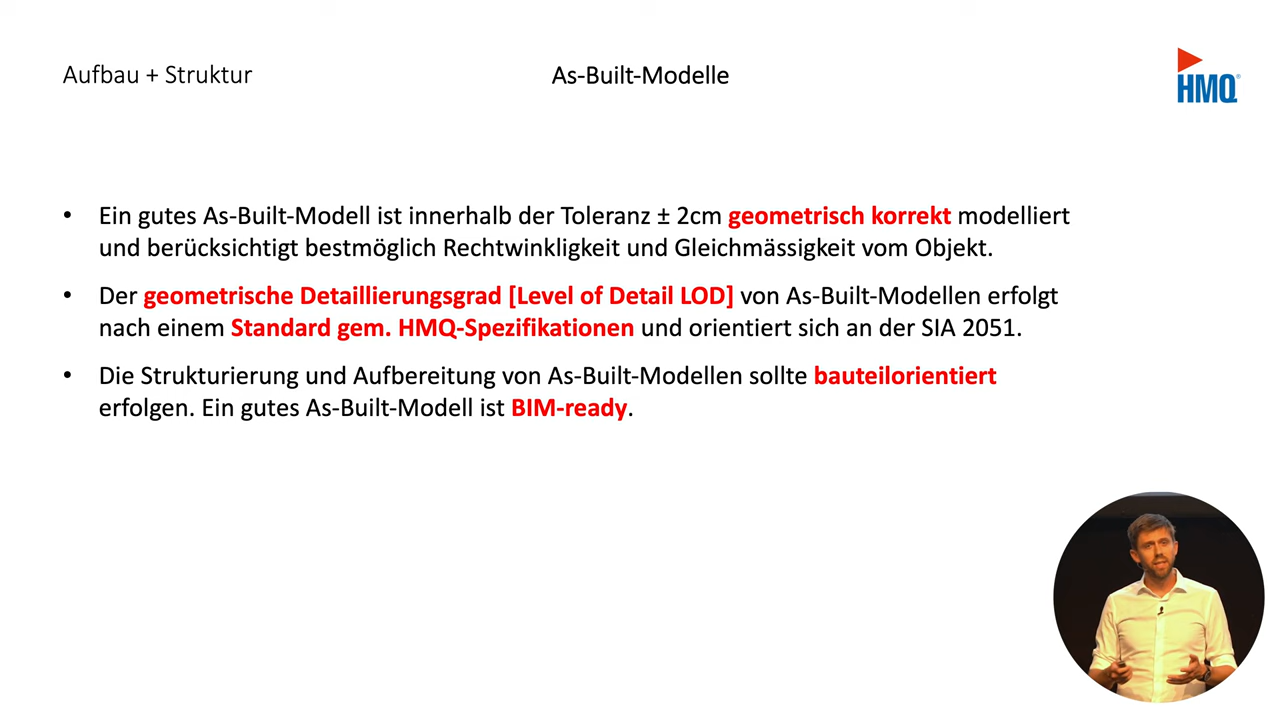 Aufbau + Struktur
As-Built-Modelle
HMQ®
• Ein gutes As-Built-Modell ist innerhalb der Toleranz ± 2cm geometrisch korrekt modelliert
und berücksichtigt bestmöglich Rechtwinkligkeit und Gleichmässigkeit vom Objekt.
• Der geometrische Detaillierungsgrad [Level of Detail LOD] von As-Built-Modellen erfolgt
nach einem Standard gem. HMQ-Spezifikationen und orientiert sich an der SIA 2051.
• Die Strukturierung und Aufbereitung von As-Built-Modellen sollte bauteilorientiert
erfolgen. Ein gutes As-Built-Modell ist BIM-ready.